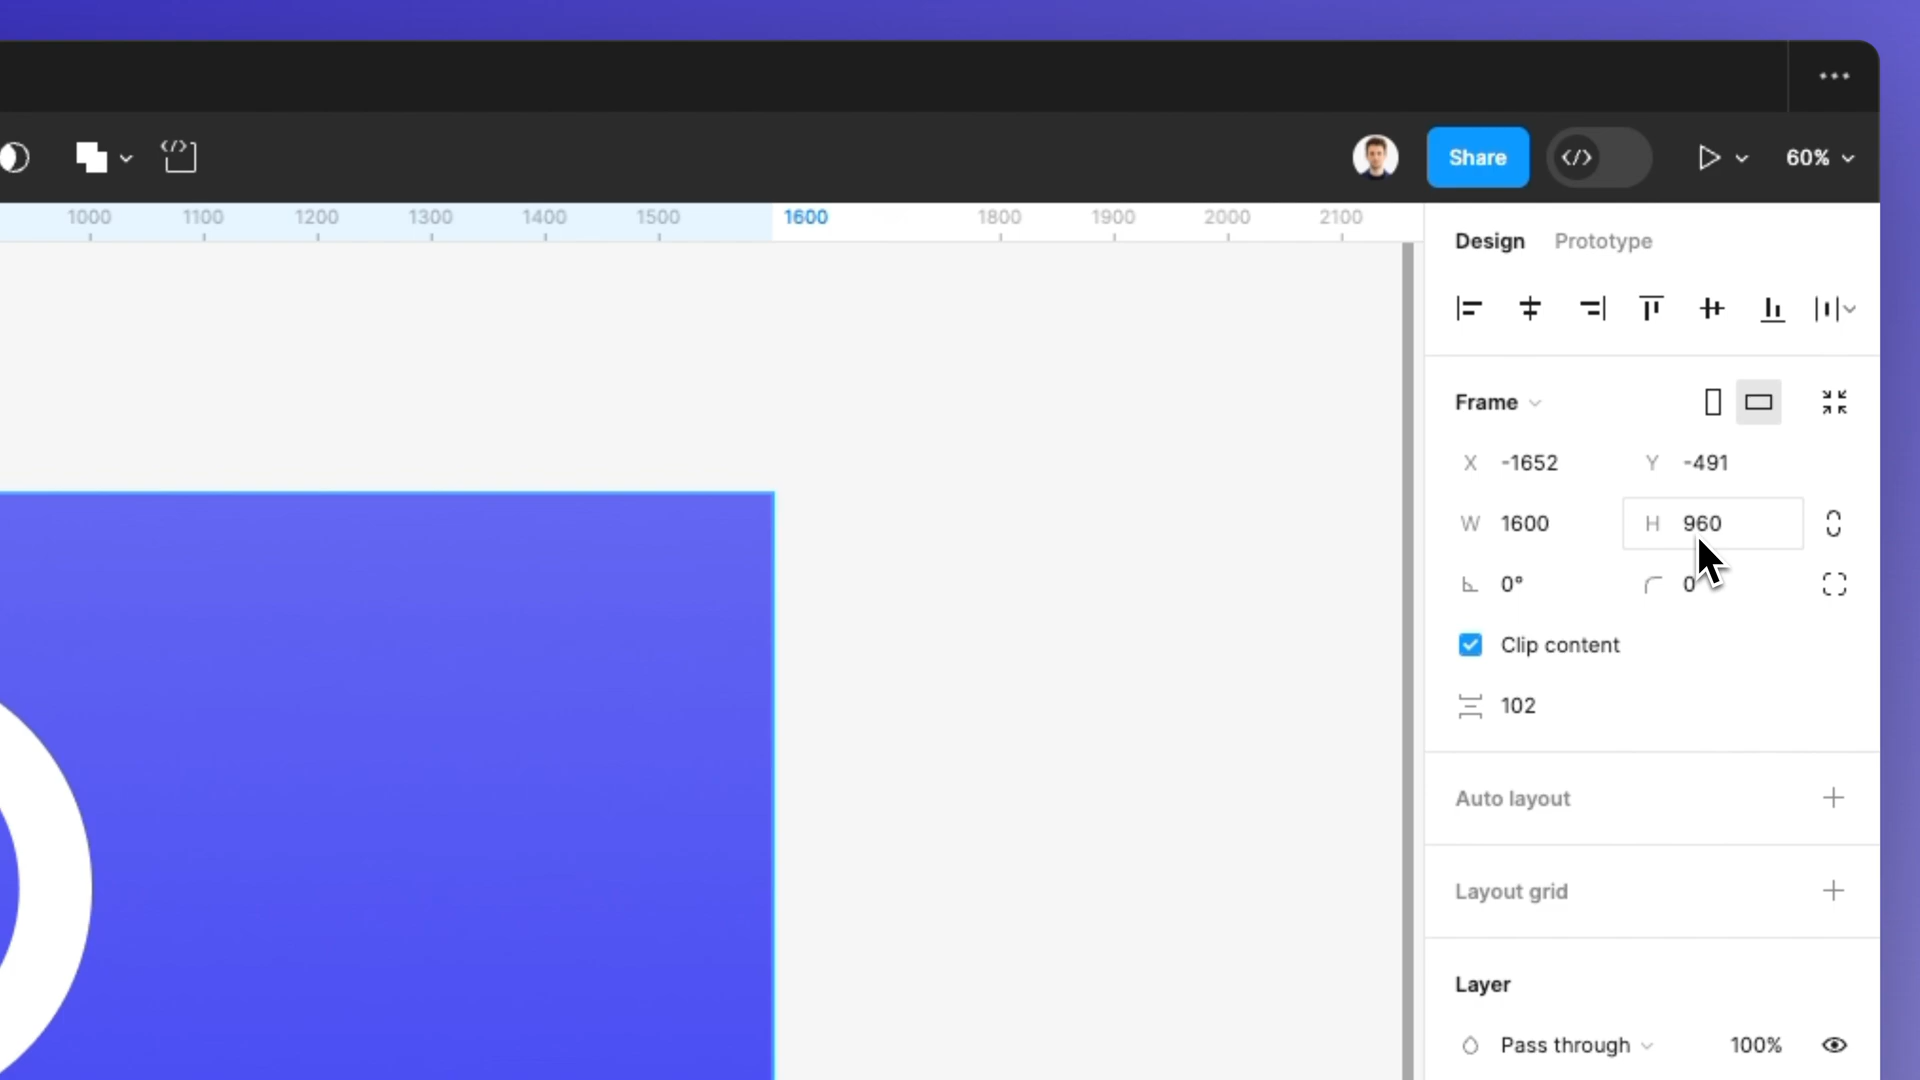 Share
60%
1000 1100 1200 1300 1400 1500 1600 1800 1900 2000 2100
Design Prototype
Frame
X -1652 Y -491
W 1600 H 960
0° 0
Clip content
102
Auto layout
Layout grid
Layer
Pass through 100%